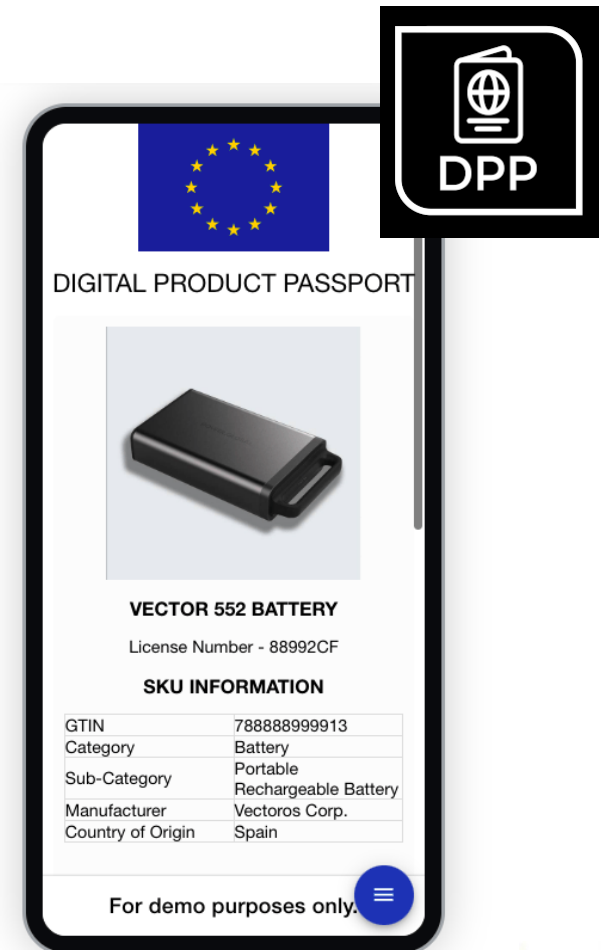 DPP
DIGITAL PRODUCT PASSPORT
VECTOR 552 BATTERY
License Number - 88992CF
SKU INFORMATION
GTIN 788888999913
Category Battery
Sub-Category Portable
Rechargeable Battery
Manufacturer Vectoros Corp.
Country of Origin Spain
For demo purposes only.